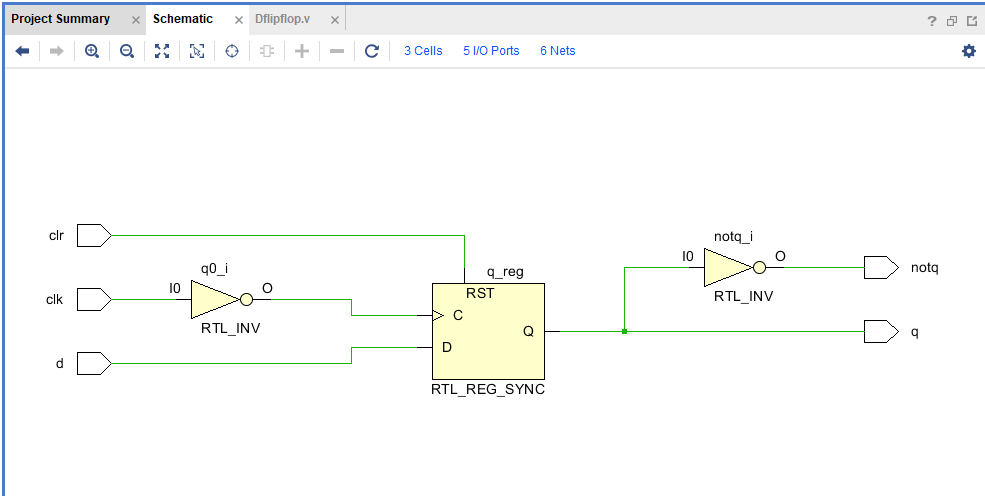 Project Summary × Schematic × Dflipflop.v ×
?
3 Cells 5 I/O Ports 6 Nets
clr
clk
d
q0_i
I0 O
RTL_INV
q_reg
RST
C
D
Q
RTL_REG_SYNC
notq_i
I0 O
RTL_INV
notq
q